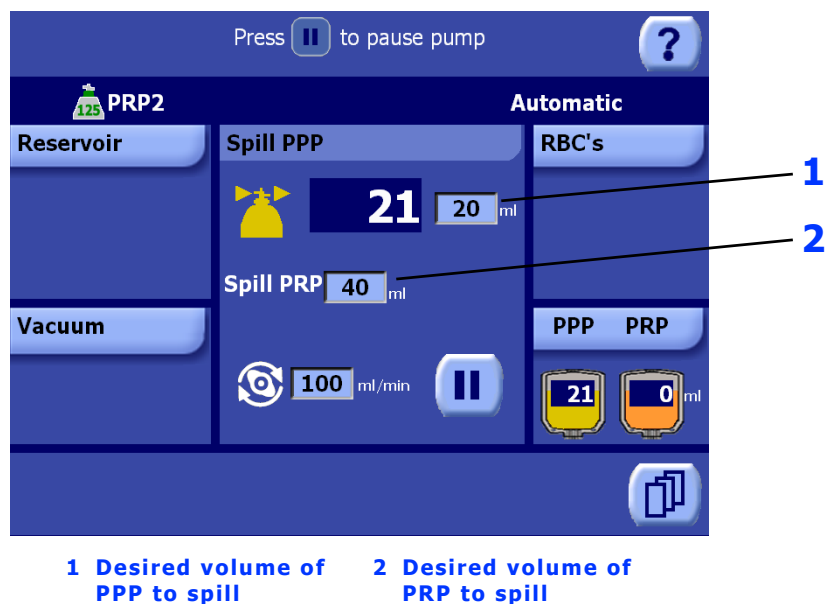 Press to pause pump
?
125 PRP2 Automatic
Reservoir
Spill PPP
RBC's
21 20 ml
1
2
Spill PRP 40 ml
Vacuum
PPP PRP
100 ml/min
21 0 ml
1 Desired volume of
PPP to spill
2 Desired volume of
PRP to spill